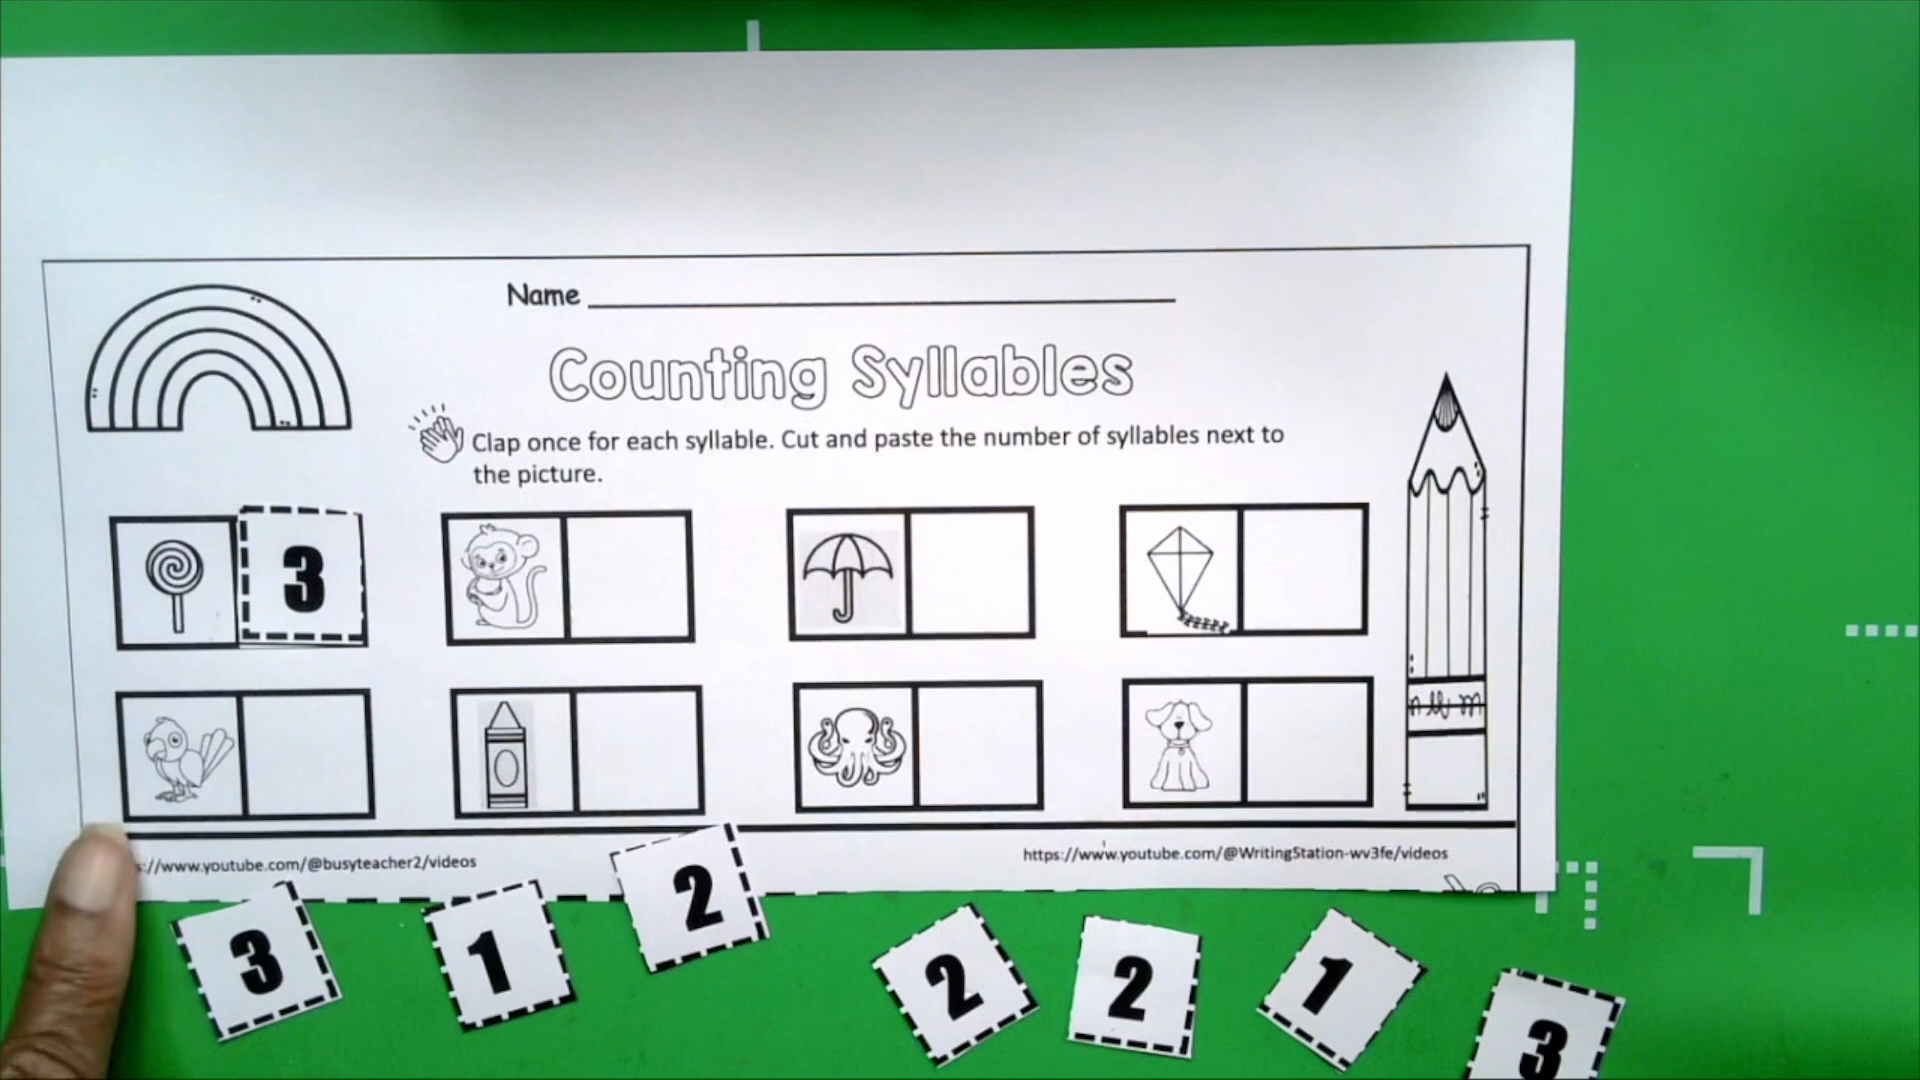 Name
Counting Syllables
Clap once for each syllable. Cut and paste the number of syllables next to
the picture.
3
://www.youtube.com/@busyteacher2/videos
https://www.youtube.com/@WritingStation-wv3fe/videos
3
1
2
2
2
1
3